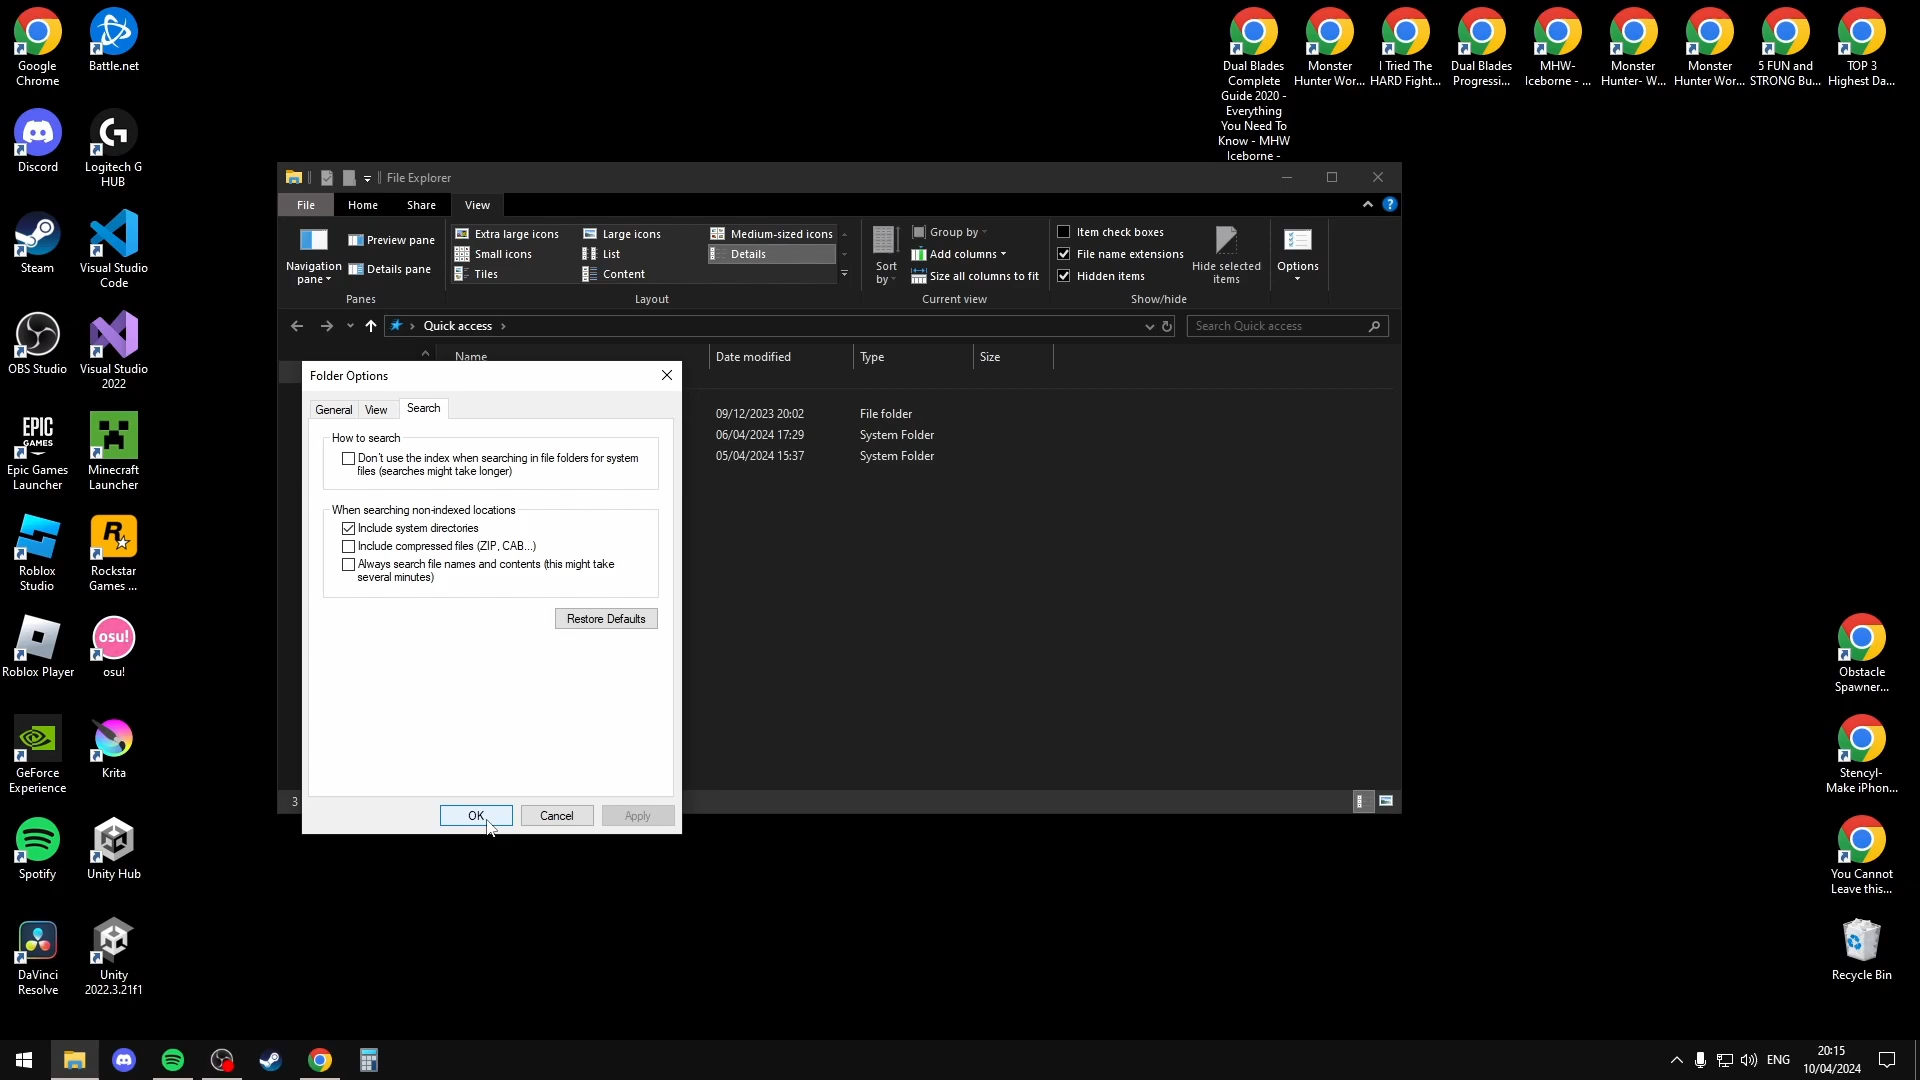 Google
Chrome
Battle.net
Discord
Logitech G
HUB
Steam
Visual Studio
Code
OBS Studio
Visual Studio
2022
EPIC
GAMES
Epic Games
Launcher
Minecraft
Launcher
Roblox
Studio
Rockstar
Games ...
Roblox Player
osu!
osu!
GeForce
Experience
Krita
Spotify
Unity Hub
DaVinci
Resolve
Unity
2022.3.21f1
Dual Blades
Complete
Guide 2020 -
Everything
You Need To
Know - MHW
Iceborne -
Monster
Hunter Wor...
I Tried The
HARD Fight...
Dual Blades
Progressi...
MHW-
Iceborne - ...
Monster
Hunter- W...
Monster
Hunter Wor...
5 FUN and
STRONG Bu...
TOP 3
Highest Da...
File Explorer
File
Home
Share
View
Navigation
pane
Preview pane
Details pane
Panes
Extra large icons
Large icons
Medium-sized icons
Small icons
List
Details
Tiles
Content
Layout
Sort
by
Group by
Add columns
Size all columns to fit
Current view
Item check boxes
File name extensions
Hidden items
Hide selected
items
Show/hide
Options
Quick access
Search Quick access
Name
Date modified
Type
Size
09/12/2023 20:02
File folder
06/04/2024 17:29
System Folder
05/04/2024 15:37
System Folder
3
Folder Options
General
View
Search
How to search
Don't use the index when searching in file folders for system
files (searches might take longer)
When searching non-indexed locations
Include system directories
Include compressed files (ZIP, CAB...)
Always search file names and contents (this might take
several minutes)
Restore Defaults
OK
Cancel
Apply
Obstacle
Spawner...
Stencyl-
Make iPhon...
You Cannot
Leave this...
Recycle Bin
ENG
20:15
10/04/2024